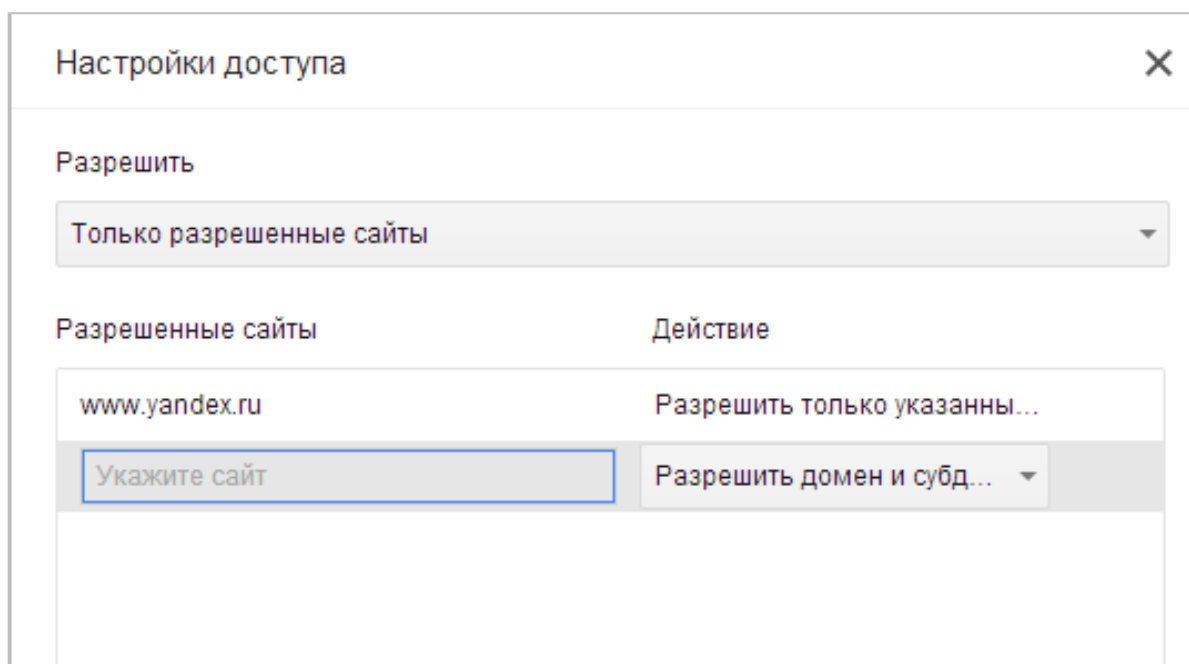 Настройки доступа
Разрешить
Только разрешенные сайты
Разрешенные сайты Действие
www.yandex.ru Разрешить только указанны...
Укажите сайт Разрешить домен и субд...